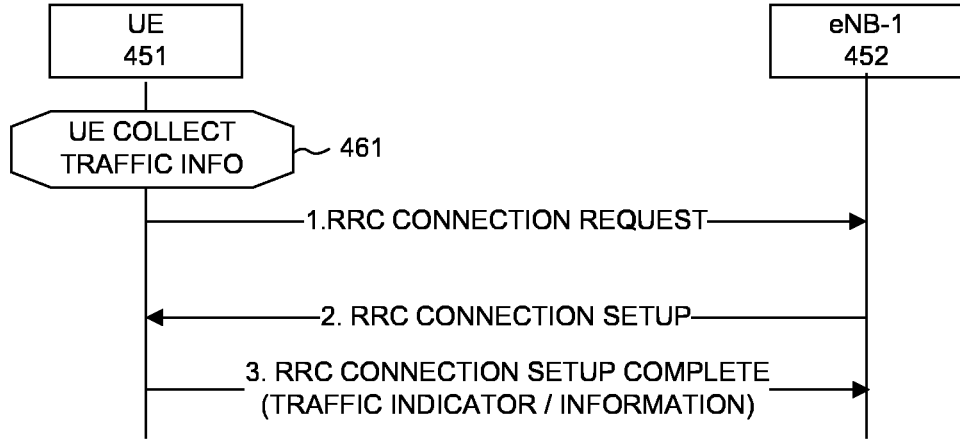 UE
451
eNB-1
452
UE COLLECT
TRAFFIC INFO
461
1.RRC CONNECTION REQUEST
2. RRC CONNECTION SETUP
3. RRC CONNECTION SETUP COMPLETE
(TRAFFIC INDICATOR / INFORMATION)